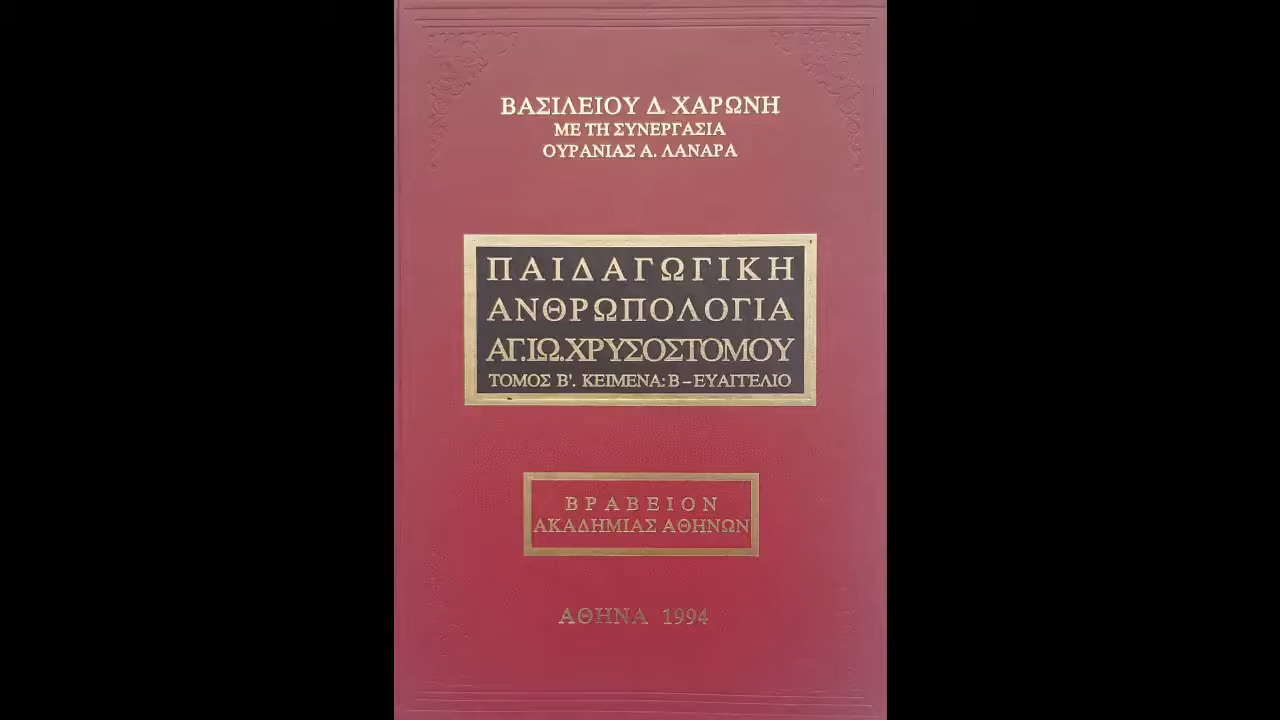 ΒΑΣΙΛΕΙΟΥ Δ. ΧΑΡΩΝΗ
ΜΕ ΤΗ ΣΥΝΕΡΓΑΣΙΑ
ΟΥΡΑΝΙΑΣ Α. ΛΑΝΑΡΑ
ΠΑΙΔΑΓΩΓΙΚΗ
ΑΝΘΡΩΠΟΛΟΓΙΑ
ΑΓ.ΙΩ.ΧΡΥΣΟΣΤΟΜΟΥ
ΤΟΜΟΣ Β'. ΚΕΙΜΕΝΑ: Β – ΕΥΑΓΓΕΛΙΟ
ΒΡΑΒΕΙΟΝ
ΑΚΑΔΗΜΙΑΣ ΑΘΗΝΩΝ
ΑΘΗΝΑ 1994